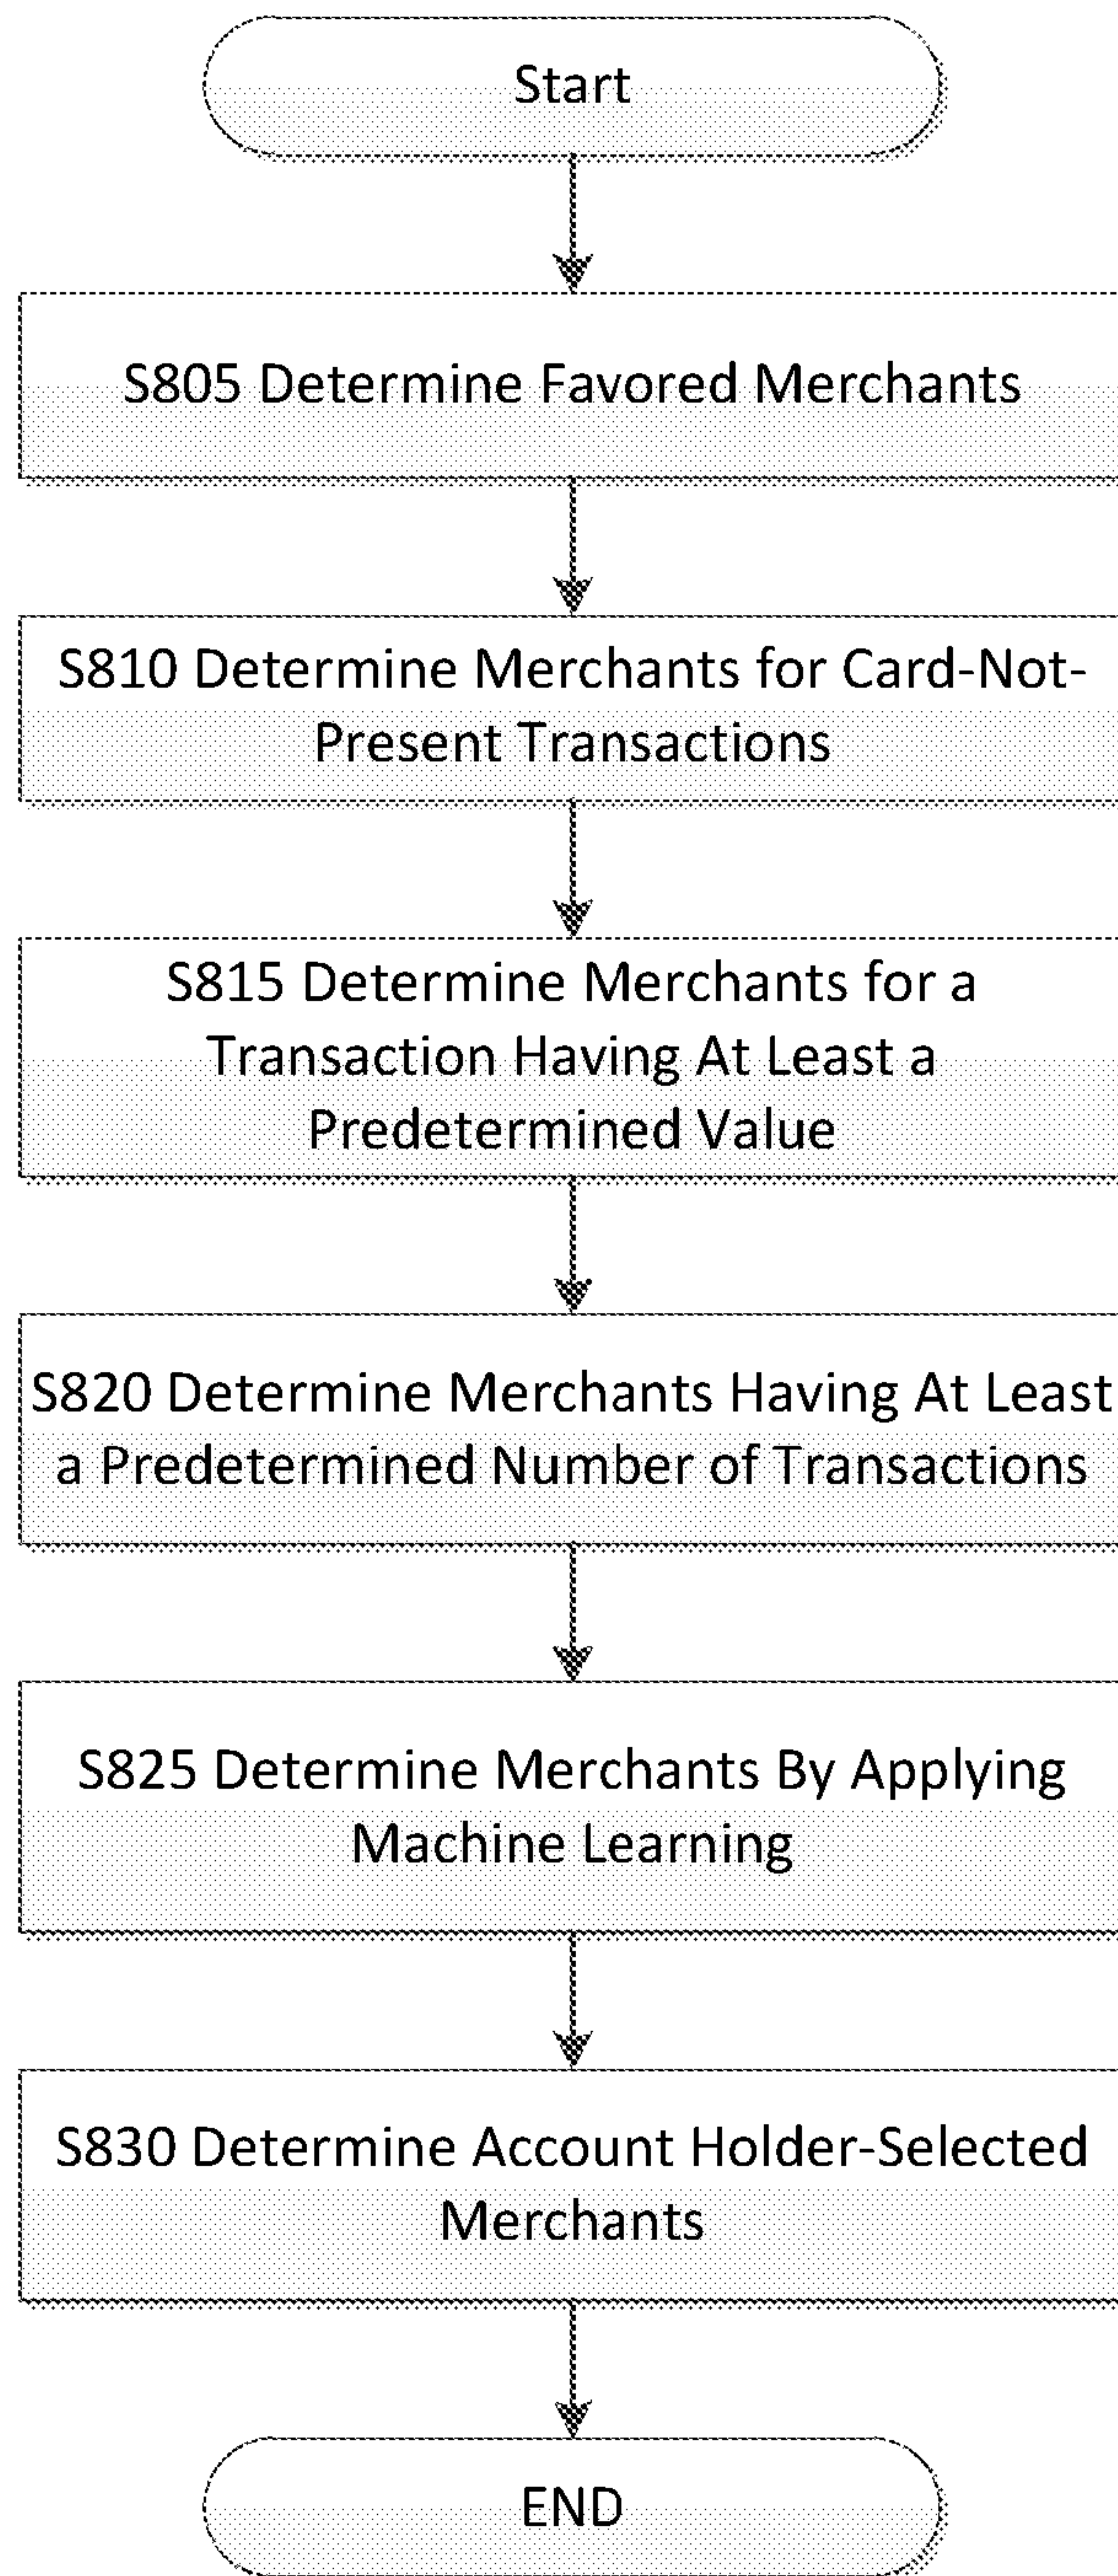 Start
S805 Determine Favored Merchants
S810 Determine Merchants for Card-Not-
Present Transactions
S815 Determine Merchants for a
Transaction Having At Least a
Predetermined Value
S820 Determine Merchants Having At Least
a Predetermined Number of Transactions
S825 Determine Merchants By Applying
Machine Learning
S830 Determine Account Holder-Selected
Merchants
END